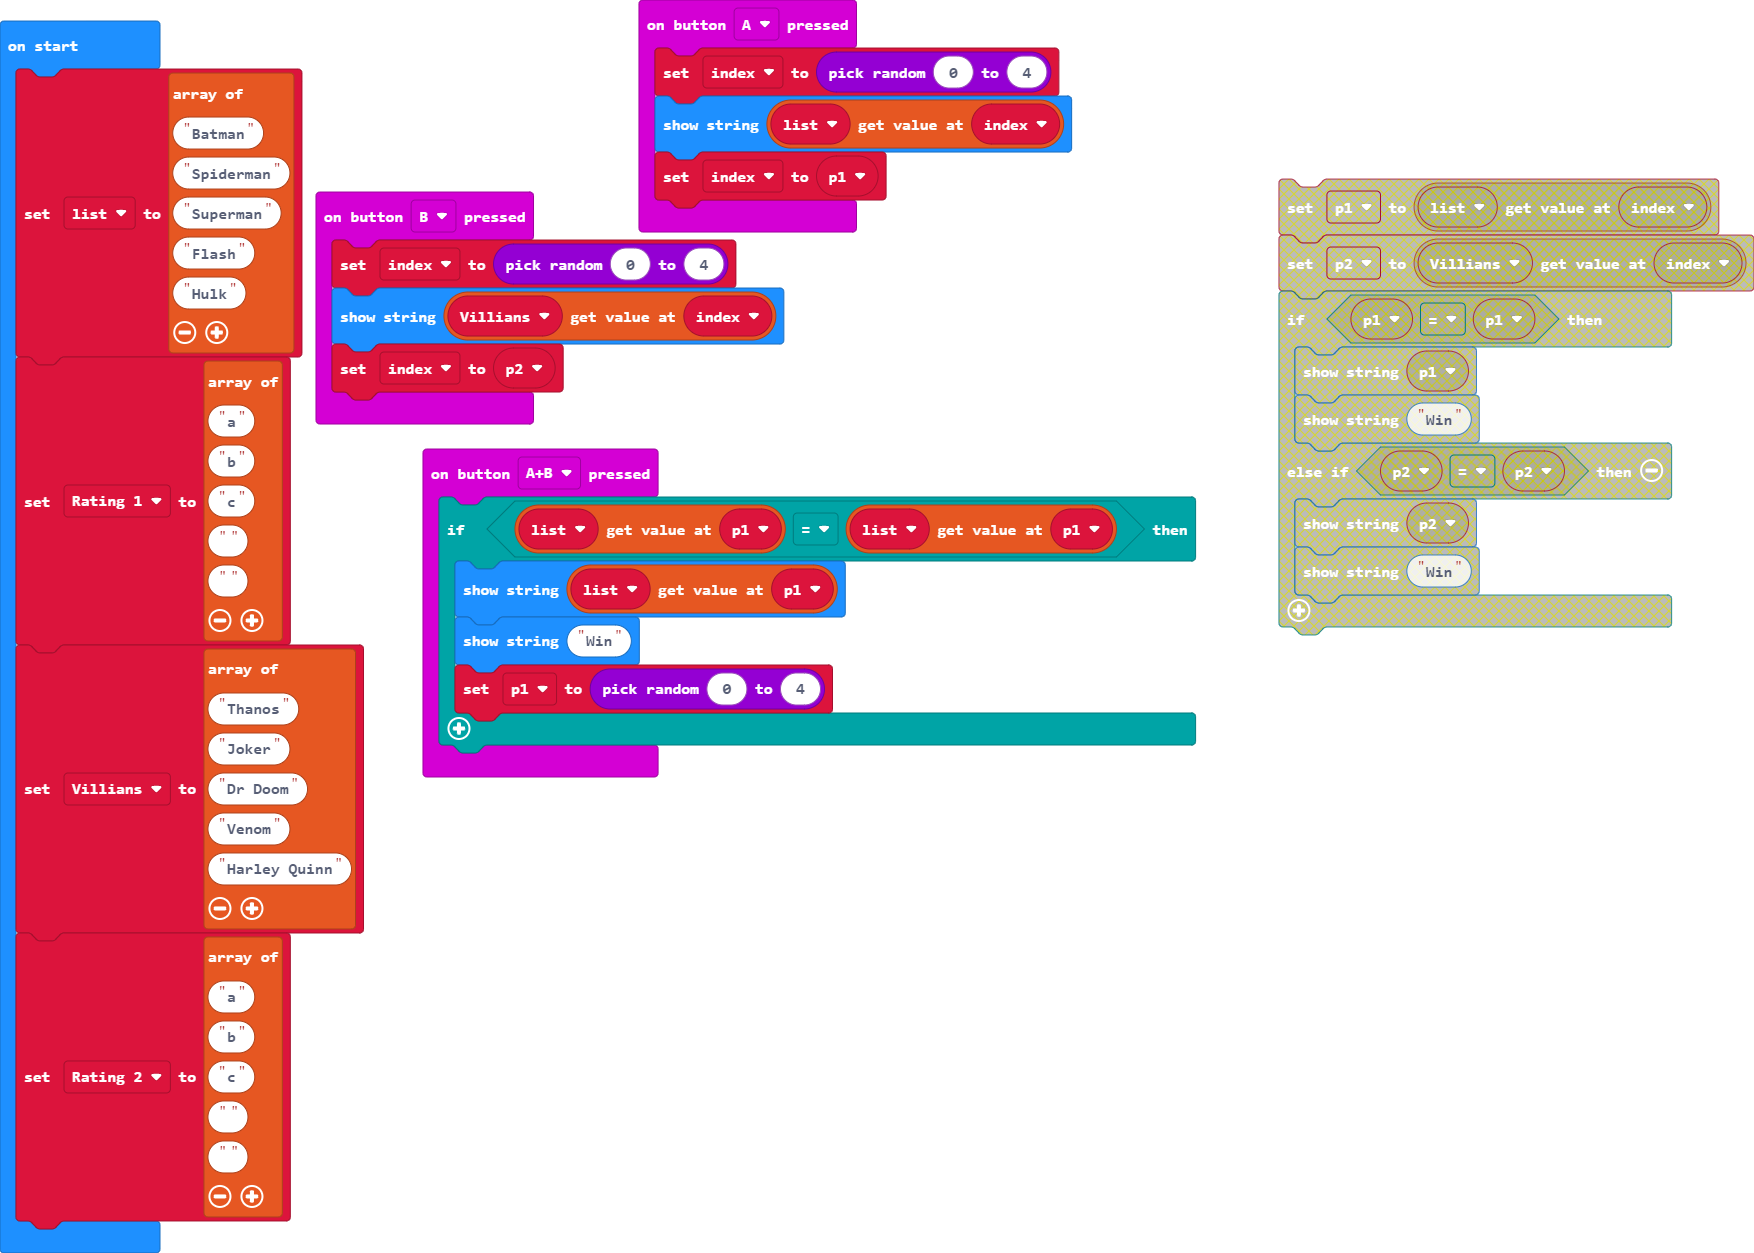 on start
set list to array of
"Batman"
"Spiderman"
"Superman"
"Flash"
"Hulk"
set Rating 1 to array of
"a"
"b"
"c"
" "
" "
set Villians to array of
"Thanos"
"Joker"
"Dr Doom"
"Venom"
"Harley Quinn"
set Rating 2 to array of
"a"
"b"
"c"
" "
" "
on button B pressed
set index to pick random 0 to 4
show string Villians get value at index
set index to p2
on button A pressed
set index to pick random 0 to 4
show string list get value at index
set index to p1
on button A+B pressed
if list get value at p1 = list get value at p1 then
show string list get value at p1
show string "Win"
set p1 to pick random 0 to 4
set p1 to list get value at index
set p2 to Villians get value at index
if p1 = p1 then
show string p1
show string "Win"
else if p2 = p2 then
show string p2
show string "Win"